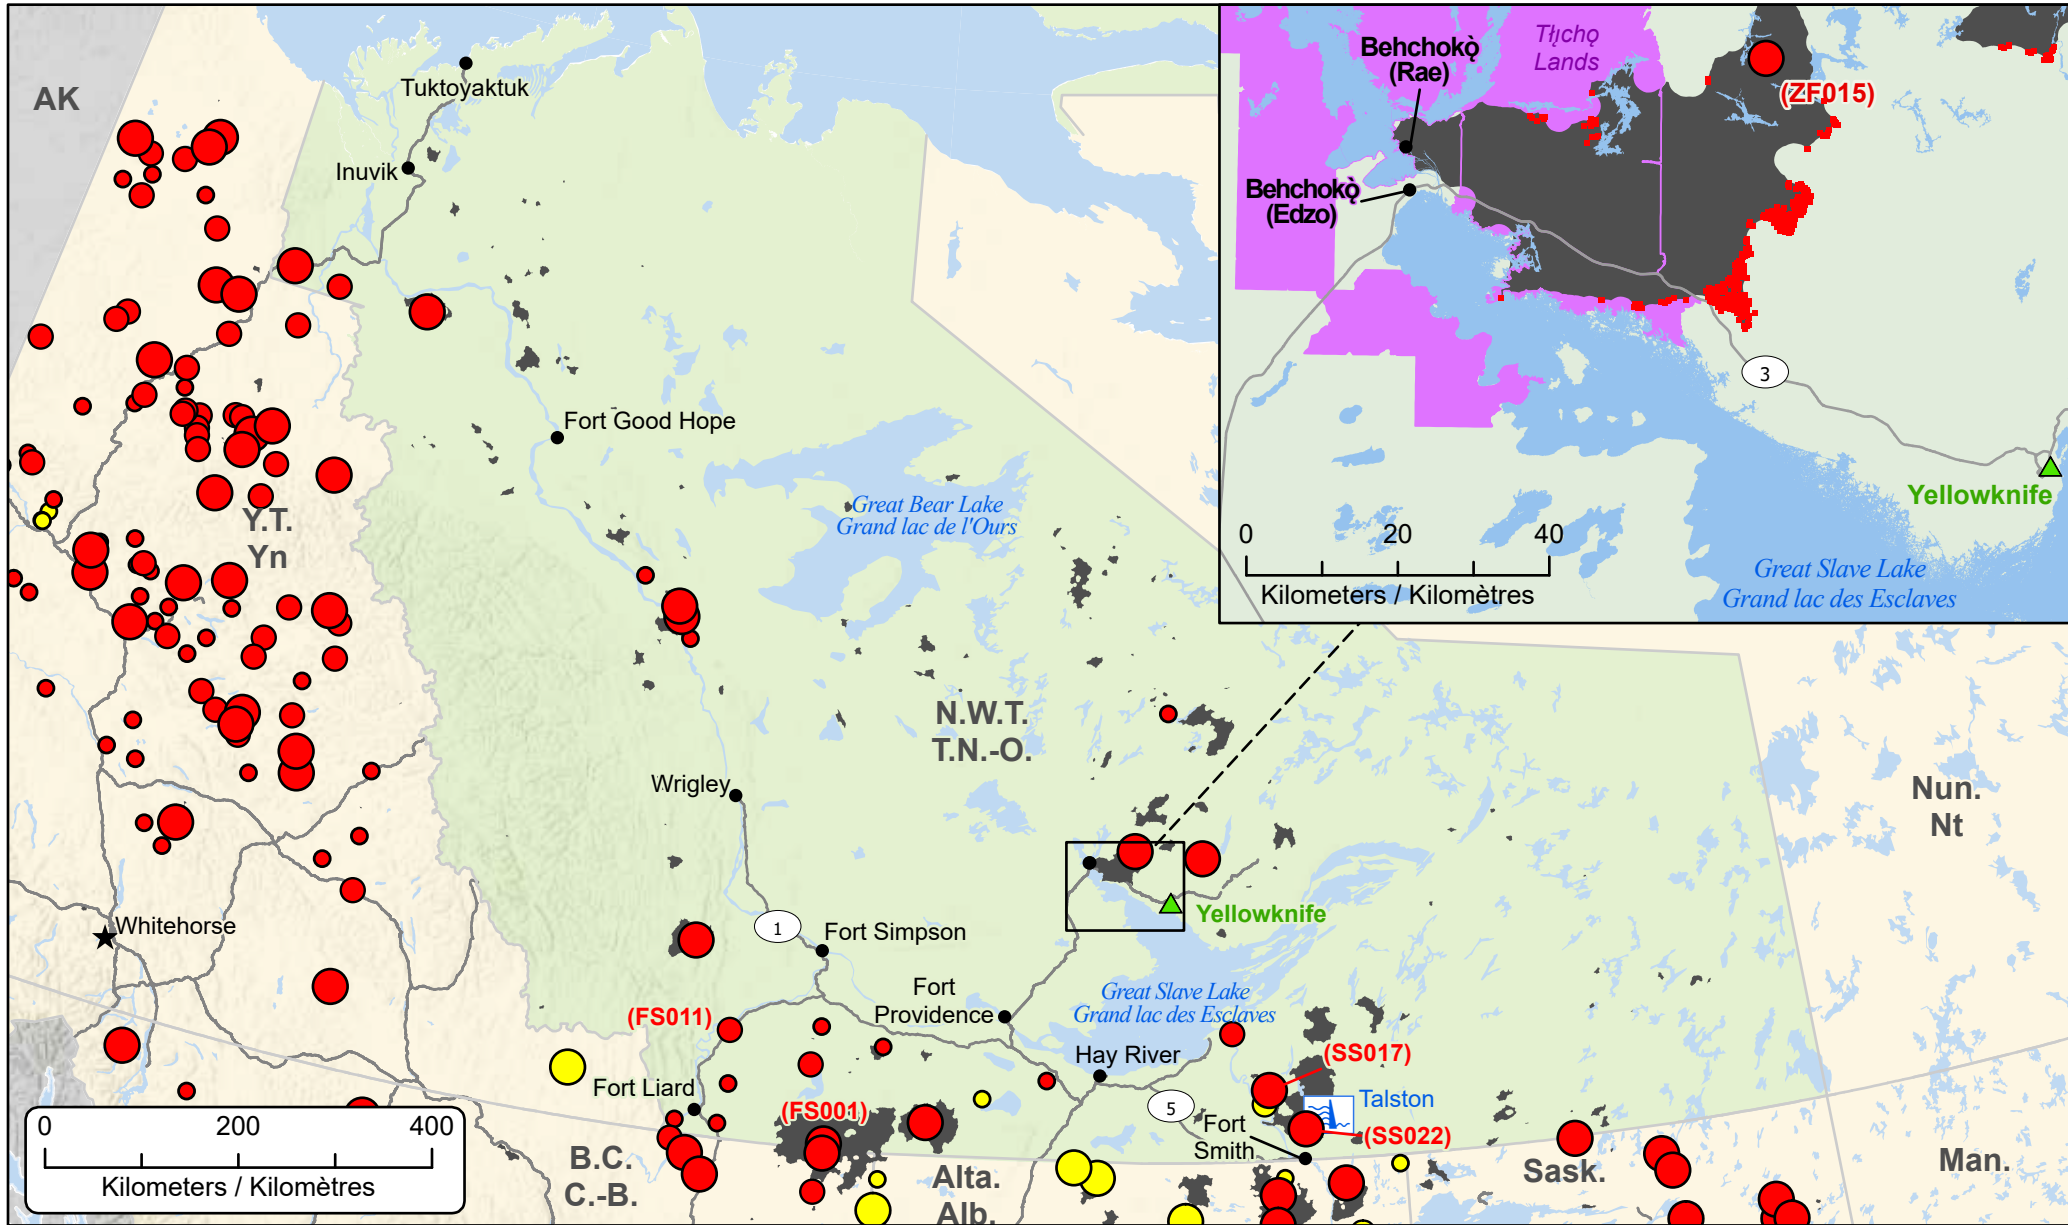 AK
Tuktoyaktuk
Inuvik
Fort Good Hope
Great Bear Lake
Grand lac de l'Ours
Y.T.
Yn
N.W.T.
T.N.-O.
Wrigley
Nun.
Nt
Whitehorse
1
Fort Simpson
Yellowknife
Fort
Providence
Great Slave Lake
Grand lac des Esclaves
(FS011)
Hay River
(SS017)
Fort Liard
(FS001)
5
Talston
Fort
Smith
(SS022)
B.C.
C.-B.
Alta.
Alb.
Sask.
Man.
0 200 400
Kilometers / Kilomètres
Behchokǫ̀
(Rae)
Tłı̨chǫ
Lands
(ZF015)
Behchokǫ̀
(Edzo)
3
Yellowknife
0 20 40
Kilometers / Kilomètres
Great Slave Lake
Grand lac des Esclaves